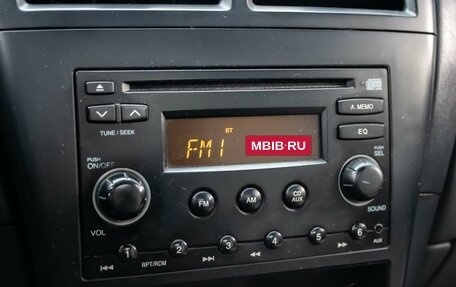 A.MEMO
TUNE / SEEK
ST
EQ
FM1
MBIB.RU
PUSH
ON/OFF
PUSH
SEL
FM
AM
CD
AUX
VOL
SOUND
1
2
3
4
5
6
RPT/RDM
AUX